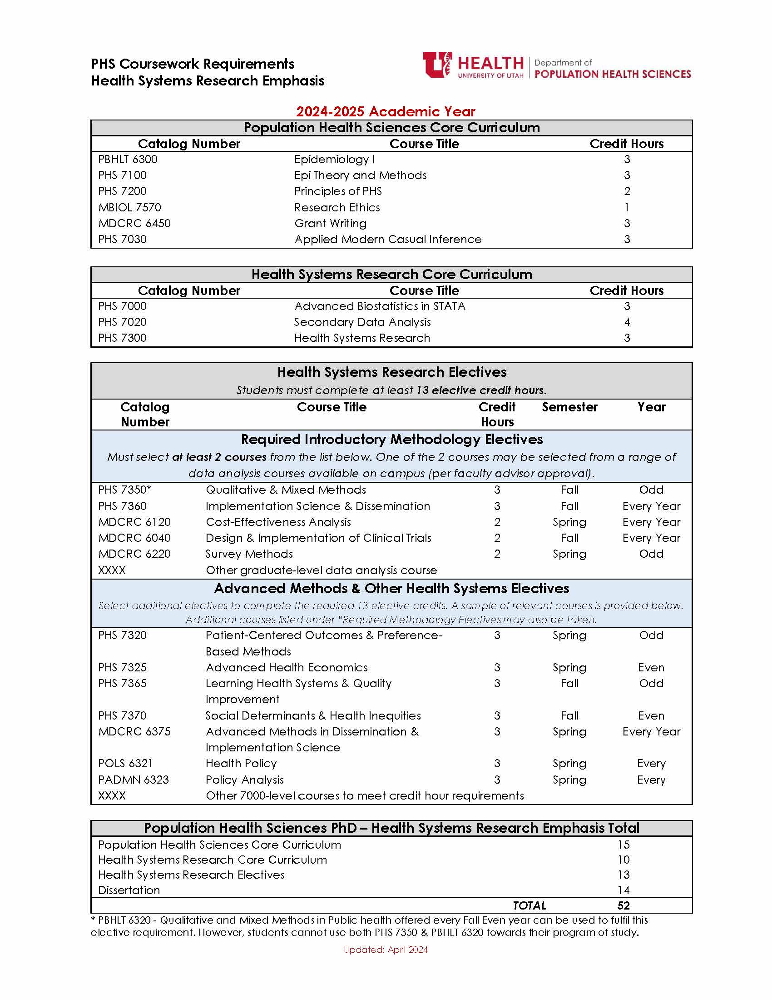 PHS Coursework Requirements
Health Systems Research Emphasis
U HEALTH
UNIVERSITY OF UTAH
Department of
POPULATION HEALTH SCIENCES
2024-2025 Academic Year
Population Health Sciences Core Curriculum
Catalog Number Course Title Credit Hours
PBHLT 6300 Epidemiology I 3
PHS 7100 Epi Theory and Methods 3
PHS 7200 Principles of PHS 2
MBIOL 7570 Research Ethics 1
MDCRC 6450 Grant Writing 3
PHS 7030 Applied Modern Casual Inference 3
Health Systems Research Core Curriculum
Catalog Number Course Title Credit Hours
PHS 7000 Advanced Biostatistics in STATA 3
PHS 7020 Secondary Data Analysis 4
PHS 7300 Health Systems Research 3
Health Systems Research Electives
Students must complete at least 13 elective credit hours.
Catalog Course Title Credit Semester Year
Number Hours
Required Introductory Methodology Electives
Must select at least 2 courses from the list below. One of the 2 courses may be selected from a range of
data analysis courses available on campus (per faculty advisor approval).
PHS 7350* Qualitative & Mixed Methods 3 Fall Odd
PHS 7360 Implementation Science & Dissemination 3 Fall Every Year
MDCRC 6120 Cost-Effectiveness Analysis 2 Spring Every Year
MDCRC 6040 Design & Implementation of Clinical Trials 2 Fall Every Year
MDCRC 6220 Survey Methods 2 Spring Odd
XXXX Other graduate-level data analysis course
Advanced Methods & Other Health Systems Electives
Select additional electives to complete the required 13 elective credits. A sample of relevant courses is provided below.
Additional courses listed under “Required Methodology Electives may also be taken.
PHS 7320 Patient-Centered Outcomes & Preference- 3 Spring Odd
Based Methods
PHS 7325 Advanced Health Economics 3 Spring Even
PHS 7365 Learning Health Systems & Quality 3 Fall Odd
Improvement
PHS 7370 Social Determinants & Health Inequities 3 Fall Even
MDCRC 6375 Advanced Methods in Dissemination & 3 Spring Every Year
Implementation Science
POLS 6321 Health Policy 3 Spring Every
PADMN 6323 Policy Analysis 3 Spring Every
XXXX Other 7000-level courses to meet credit hour requirements
Population Health Sciences PhD – Health Systems Research Emphasis Total
Population Health Sciences Core Curriculum 15
Health Systems Research Core Curriculum 10
Health Systems Research Electives 13
Dissertation 14
TOTAL 52
* PBHLT 6320 - Qualitative and Mixed Methods in Public health offered every Fall Even year can be used to fulfil this
elective requirement. However, students cannot use both PHS 7350 & PBHLT 6320 towards their program of study.
Updated: April 2024